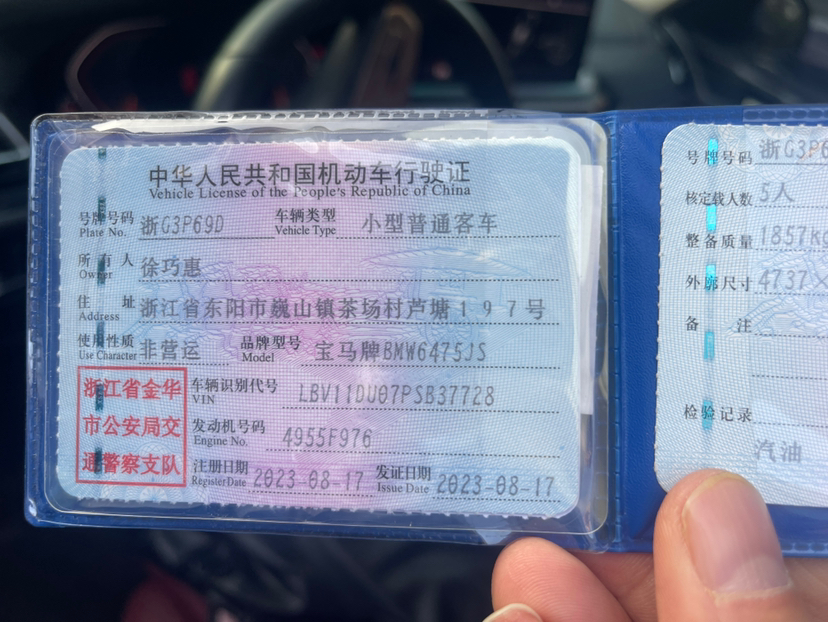 中华人民共和国机动车行驶证
Vehicle License of the People's Republic of China
号牌号码 浙G3P69D 车辆类型 小型普通客车
Plate No. Vehicle Type
所有人 徐巧惠
Owner
住址 浙江省东阳市巍山镇茶场村芦塘197号
Address
使用性质 非营运 品牌型号 宝马牌BMW6475JS
Use Character Model
浙江省金华
市公安局交
通警察支队
车辆识别代号 LBV11DU07PSB37728
VIN
发动机号码 4955F976
Engine No.
注册日期 2023-08-17 发证日期 2023-08-17
Register Date Issue Date
号牌号码 浙G3P6
核定载人数 5人
整备质量 1857kg
外廓尺寸 4737×
备注
检验记录
汽油